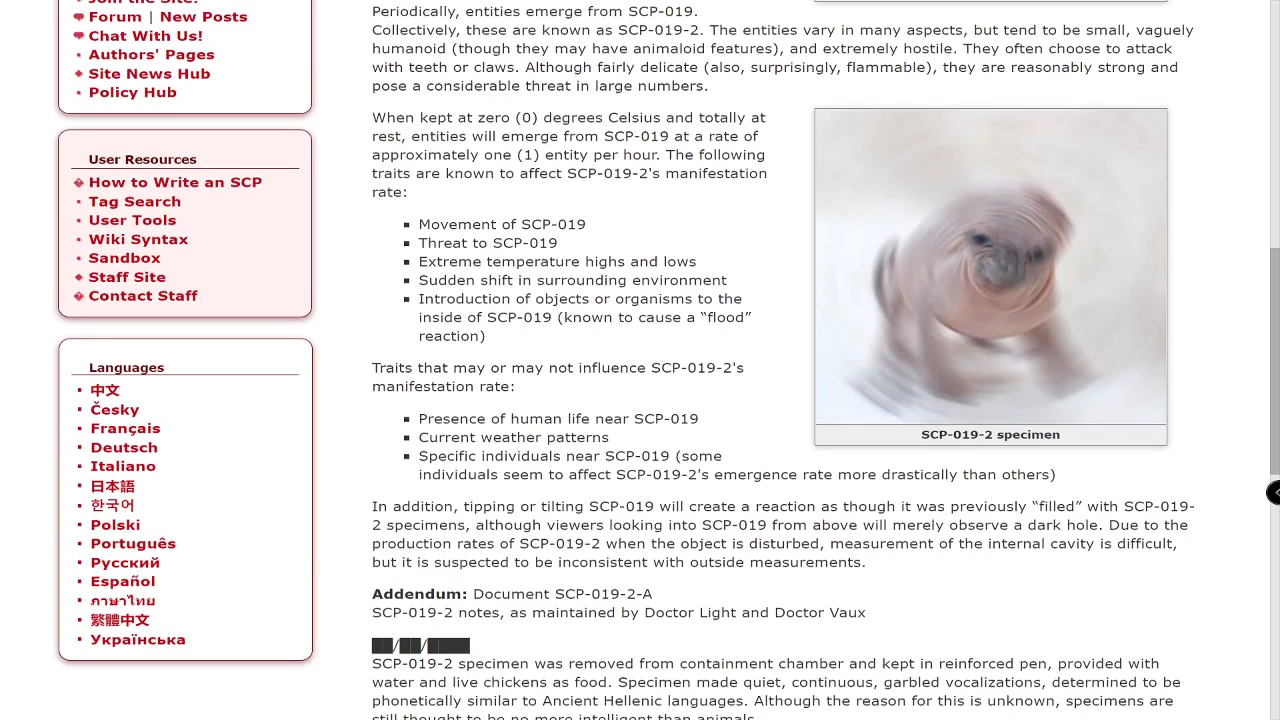 Forum | New Posts
Chat With Us!
Authors' Pages
Site News Hub
Policy Hub
User Resources
How to Write an SCP
Tag Search
User Tools
Wiki Syntax
Sandbox
Staff Site
Contact Staff
Languages
中文
Česky
Français
Deutsch
Italiano
日本語
한국어
Polski
Português
Русский
Español
ภาษาไทย
繁體中文
Українська
Periodically, entities emerge from SCP-019.
Collectively, these are known as SCP-019-2. The entities vary in many aspects, but tend to be small, vaguely
humanoid (though they may have animaloid features), and extremely hostile. They often choose to attack
with teeth or claws. Although fairly delicate (also, surprisingly, flammable), they are reasonably strong and
pose a considerable threat in large numbers.
When kept at zero (0) degrees Celsius and totally at
rest, entities will emerge from SCP-019 at a rate of
approximately one (1) entity per hour. The following
traits are known to affect SCP-019-2's manifestation
rate:
Movement of SCP-019
Threat to SCP-019
Extreme temperature highs and lows
Sudden shift in surrounding environment
Introduction of objects or organisms to the
inside of SCP-019 (known to cause a “flood”
reaction)
SCP-019-2 specimen
Traits that may or may not influence SCP-019-2's
manifestation rate:
Presence of human life near SCP-019
Current weather patterns
Specific individuals near SCP-019 (some
individuals seem to affect SCP-019-2's emergence rate more drastically than others)
In addition, tipping or tilting SCP-019 will create a reaction as though it was previously “filled” with SCP-019-
2 specimens, although viewers looking into SCP-019 from above will merely observe a dark hole. Due to the
production rates of SCP-019-2 when the object is disturbed, measurement of the internal cavity is difficult,
but it is suspected to be inconsistent with outside measurements.
Addendum: Document SCP-019-2-A
SCP-019-2 notes, as maintained by Doctor Light and Doctor Vaux
██/██/████
SCP-019-2 specimen was removed from containment chamber and kept in reinforced pen, provided with
water and live chickens as food. Specimen made quiet, continuous, garbled vocalizations, determined to be
phonetically similar to Ancient Hellenic languages. Although the reason for this is unknown, specimens are
still thought to be no more intelligent than animals.